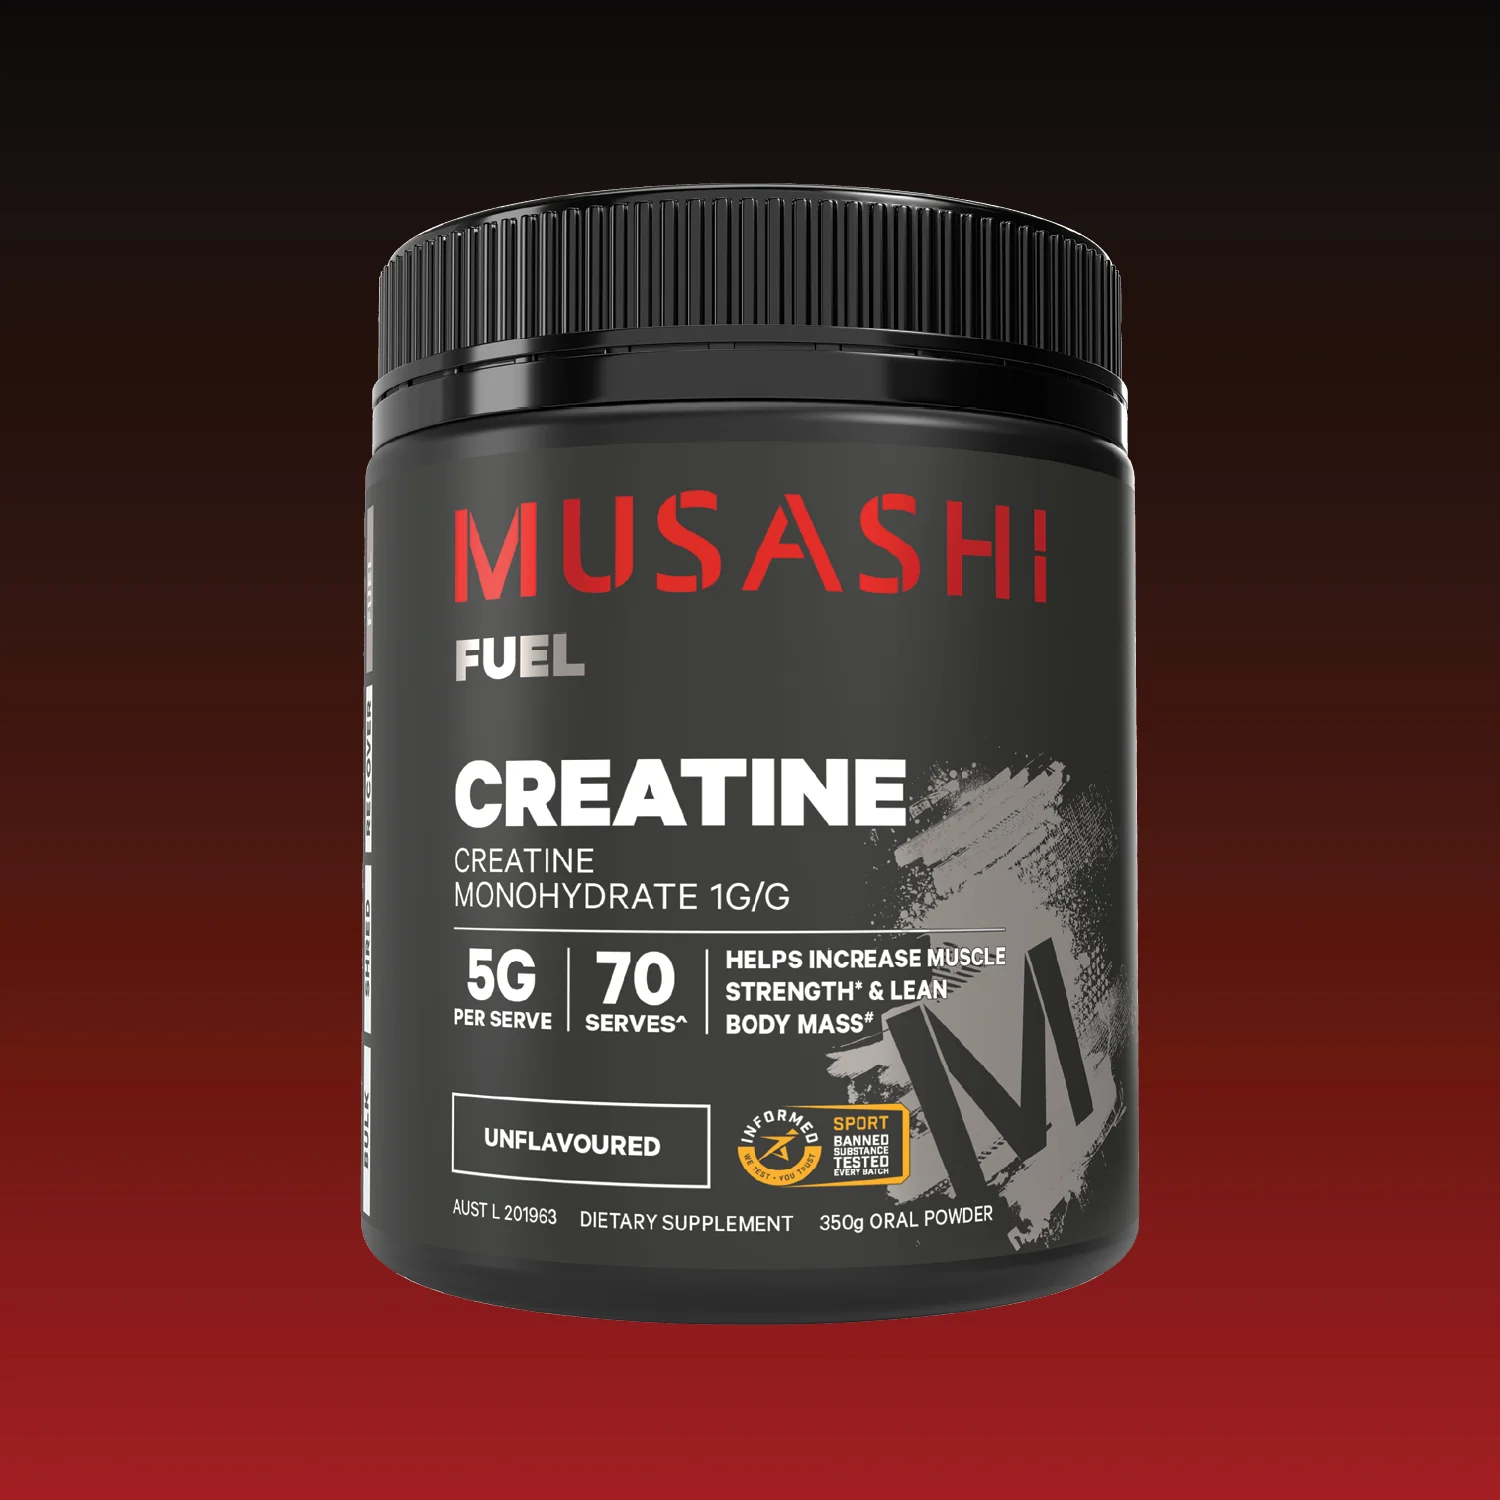 MUSASHI
FUEL
CREATINE
CREATINE
MONOHYDRATE 1G/G
5G
PER SERVE
70
SERVES^
HELPS INCREASE MUSCLE
STRENGTH* & LEAN
BODY MASS#
UNFLAVOURED
INFORMED
WE TEST • YOU TRUST
SPORT
BANNED
SUBSTANCE
TESTED
EVERY BATCH
AUST L 201963 DIETARY SUPPLEMENT 350g ORAL POWDER
M
BULK SHRED RECOVER FUEL